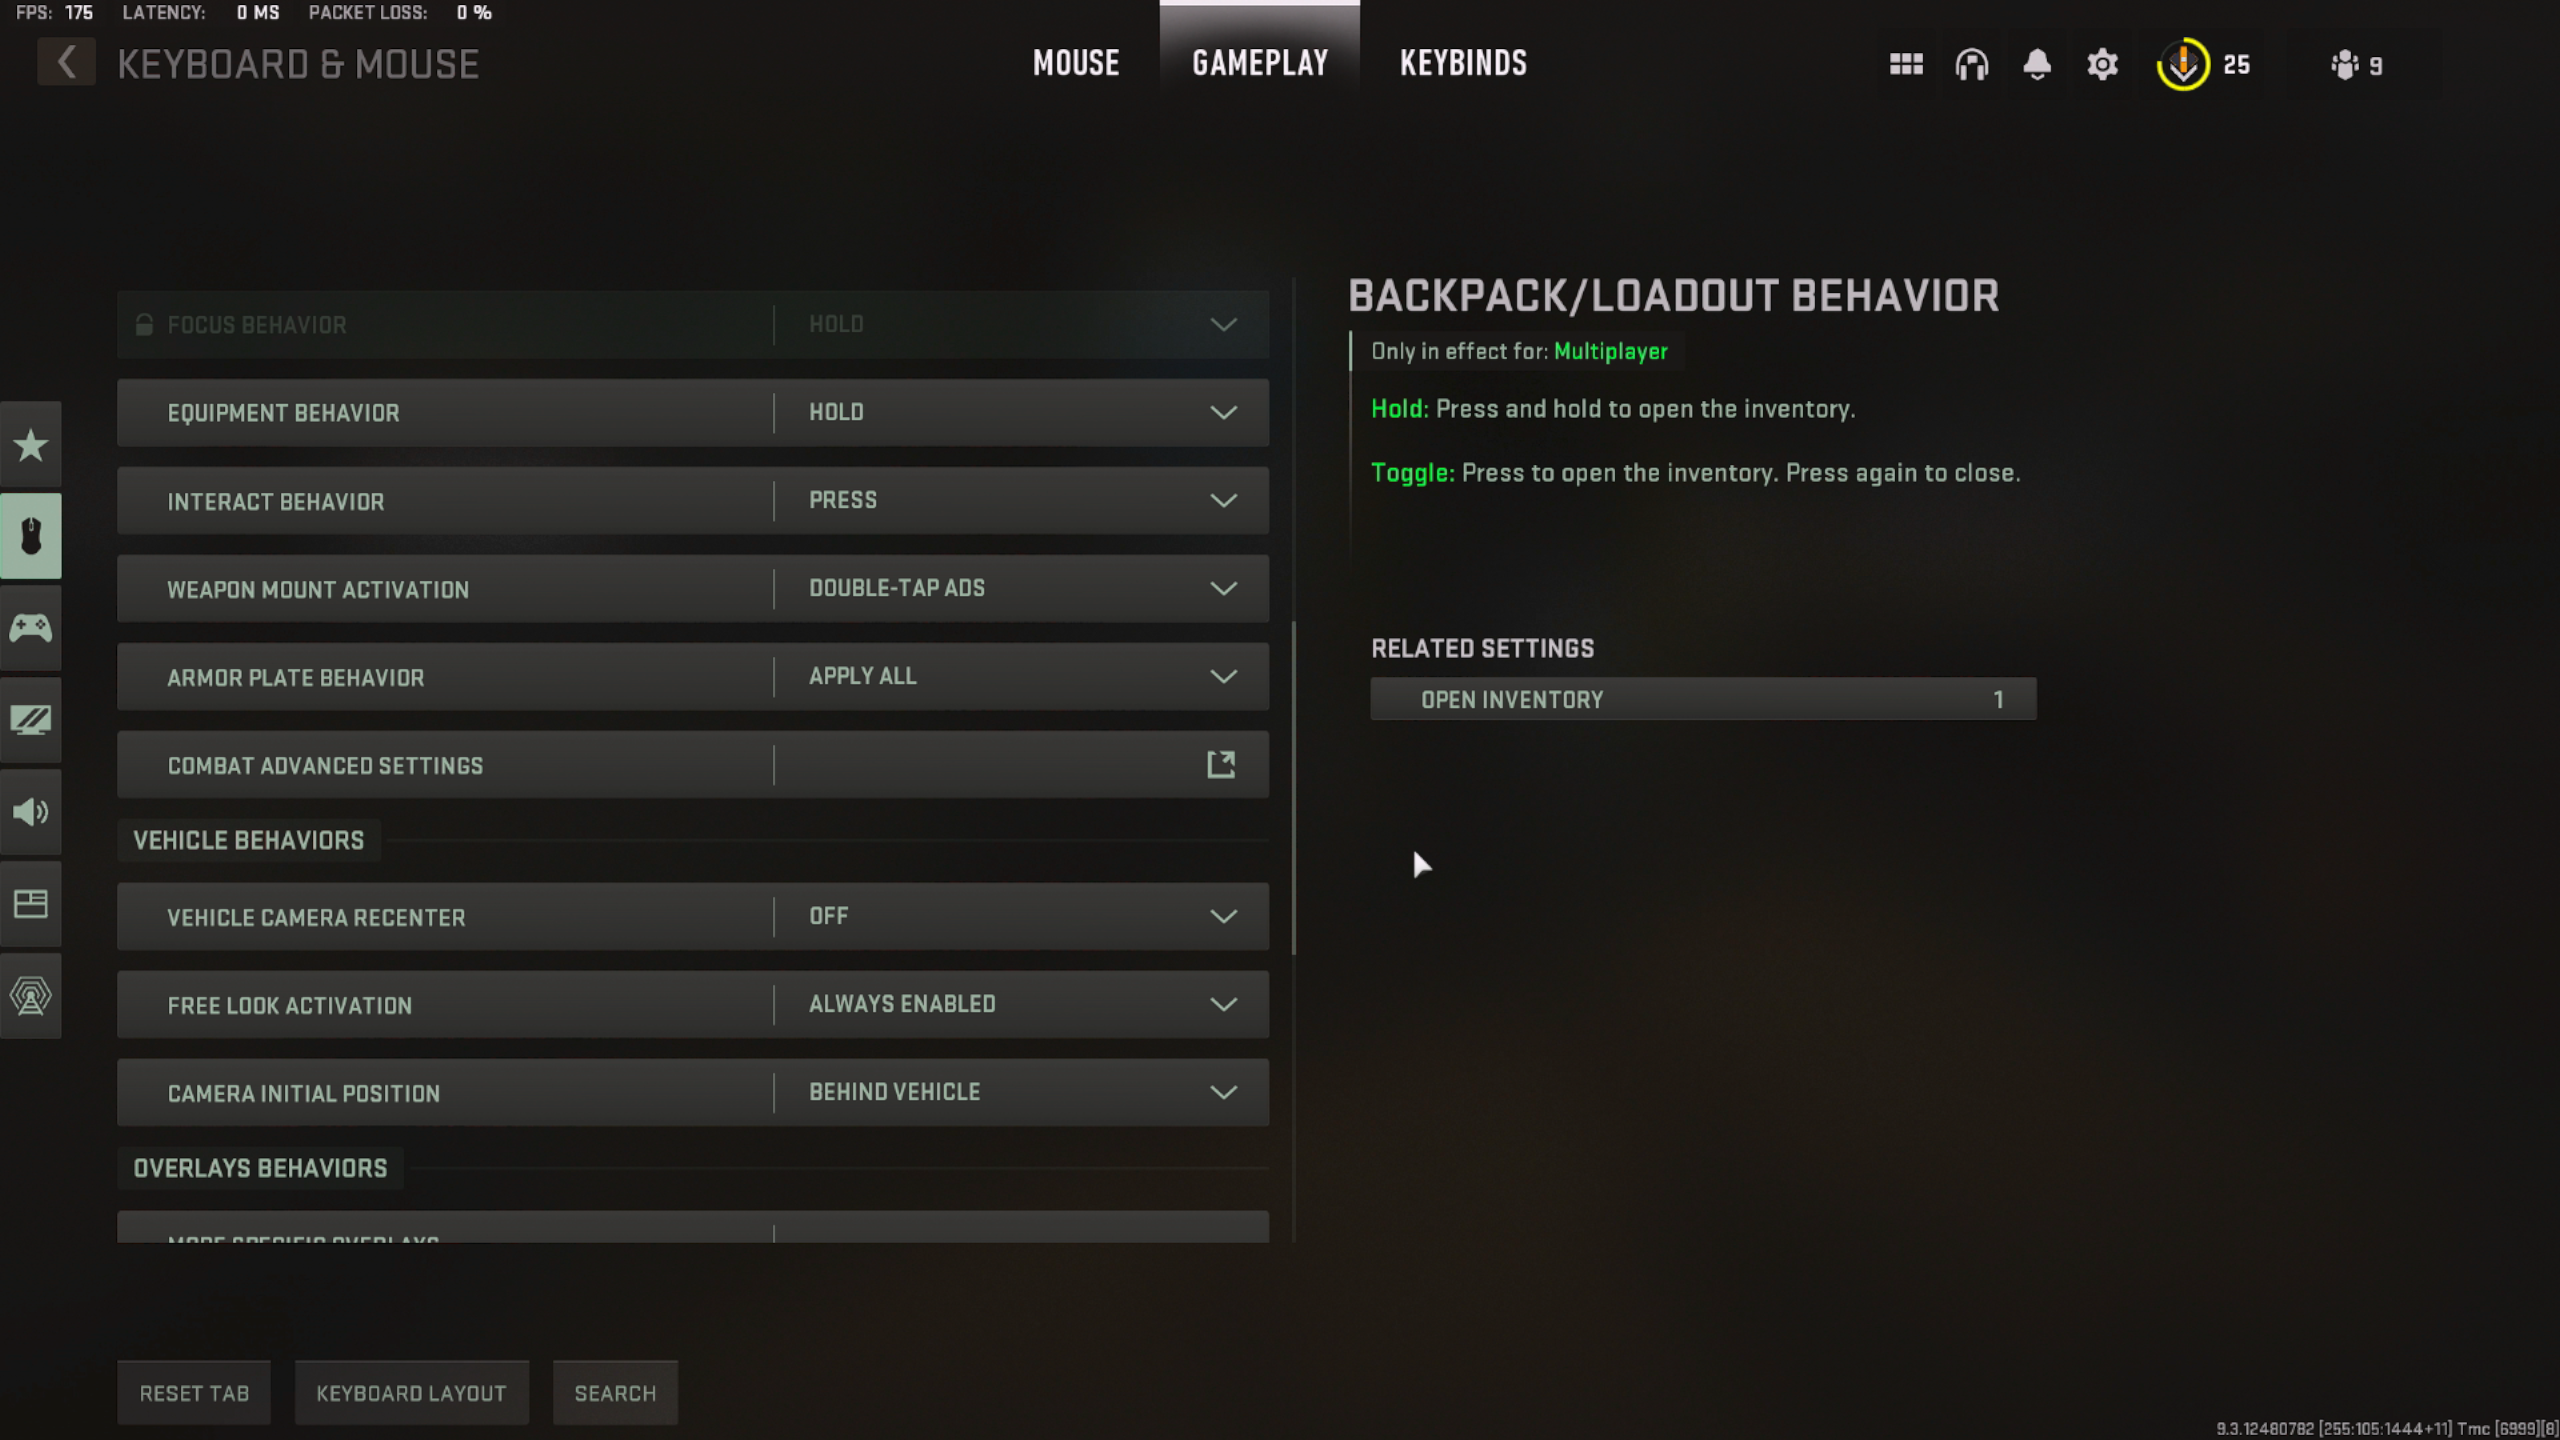 FPS: 175 LATENCY: 0 MS PACKET LOSS: 0 %
KEYBOARD & MOUSE
MOUSE GAMEPLAY KEYBINDS
25
9
FOCUS BEHAVIOR HOLD
EQUIPMENT BEHAVIOR HOLD
INTERACT BEHAVIOR PRESS
WEAPON MOUNT ACTIVATION DOUBLE-TAP ADS
ARMOR PLATE BEHAVIOR APPLY ALL
COMBAT ADVANCED SETTINGS
VEHICLE BEHAVIORS
VEHICLE CAMERA RECENTER OFF
FREE LOOK ACTIVATION ALWAYS ENABLED
CAMERA INITIAL POSITION BEHIND VEHICLE
OVERLAYS BEHAVIORS
MORE SPECIFIC OVERLAYS
BACKPACK/LOADOUT BEHAVIOR
Only in effect for: Multiplayer
Hold: Press and hold to open the inventory.
Toggle: Press to open the inventory. Press again to close.
RELATED SETTINGS
OPEN INVENTORY 1
RESET TAB KEYBOARD LAYOUT SEARCH
9.3.12480782 [255:105:1444+11] Tmc [6999][8]